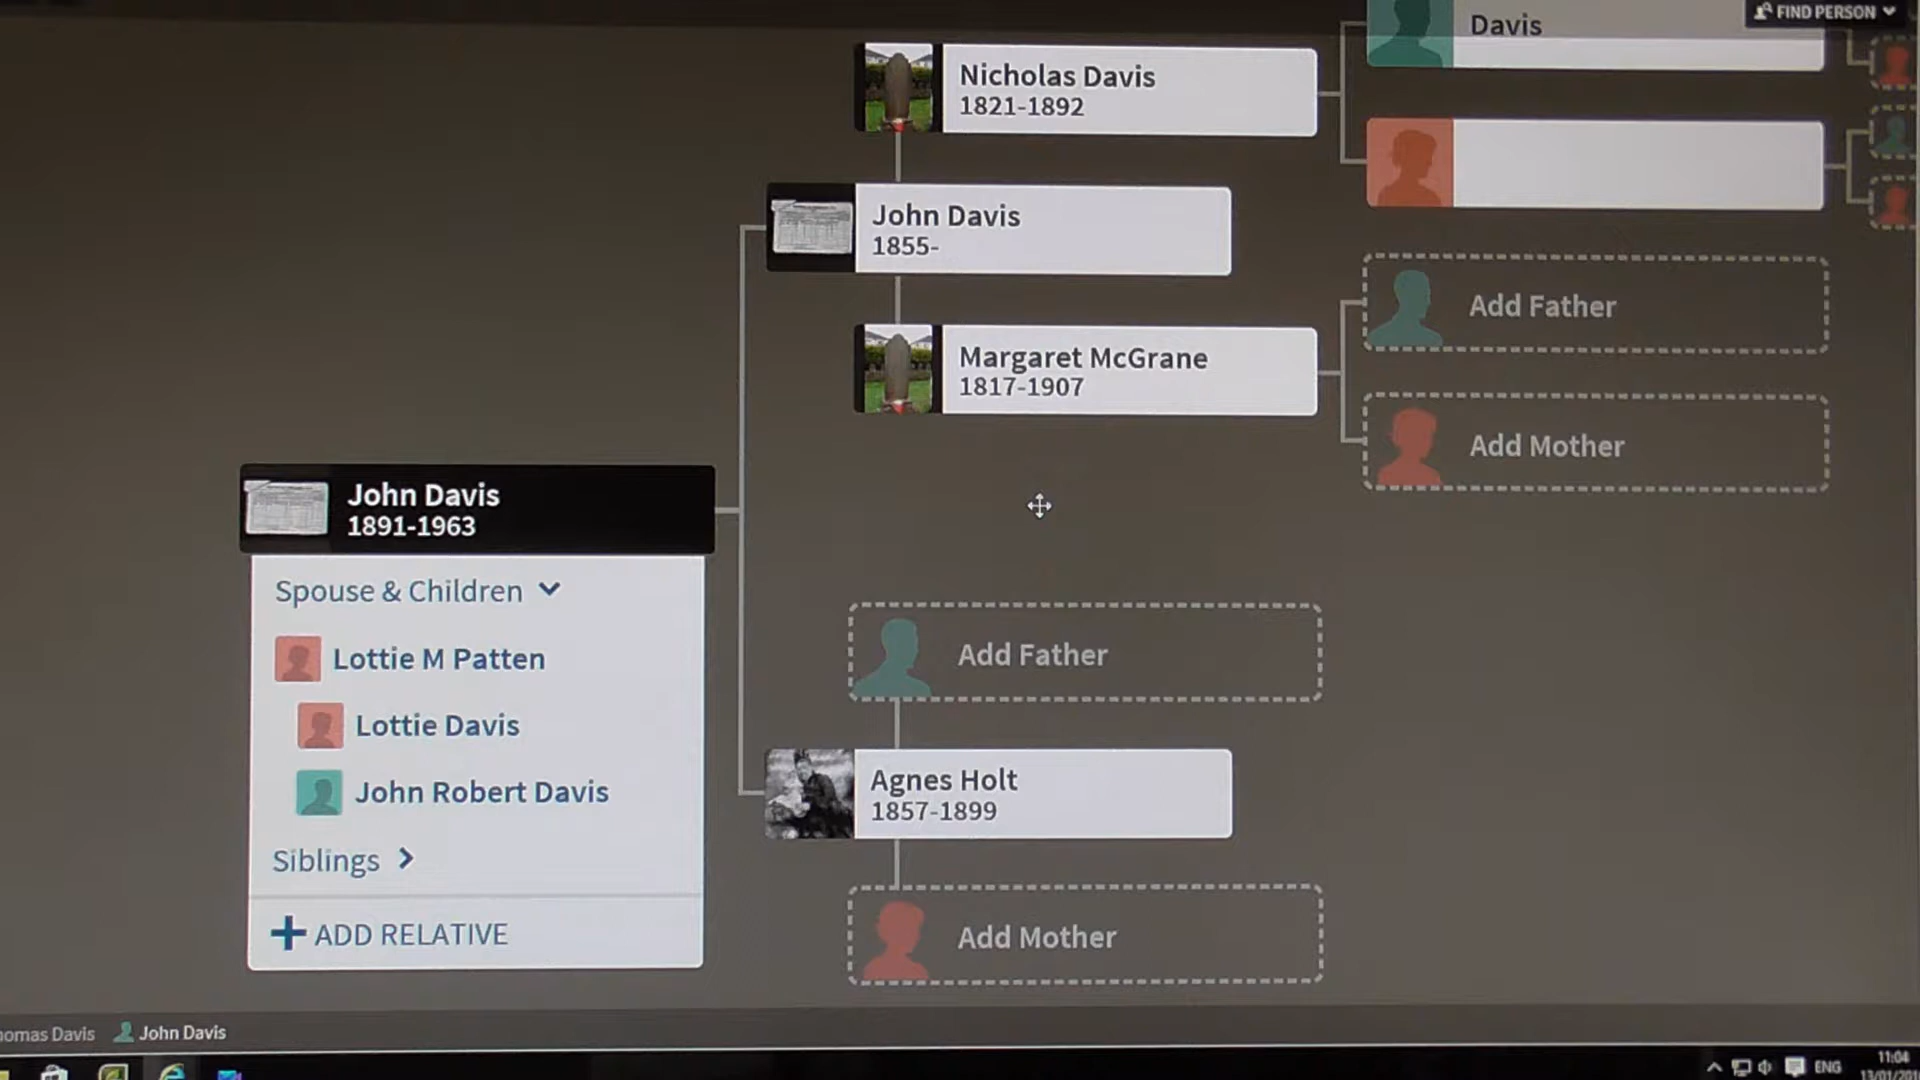 FIND PERSON
Davis
Nicholas Davis
1821-1892
John Davis
1855-
Add Father
Margaret McGrane
1817-1907
Add Mother
John Davis
1891-1963
Spouse & Children
Lottie M Patten
Lottie Davis
John Robert Davis
Siblings
ADD RELATIVE
Add Father
Agnes Holt
1857-1899
Add Mother
Davis
John Davis
ENG
11:04